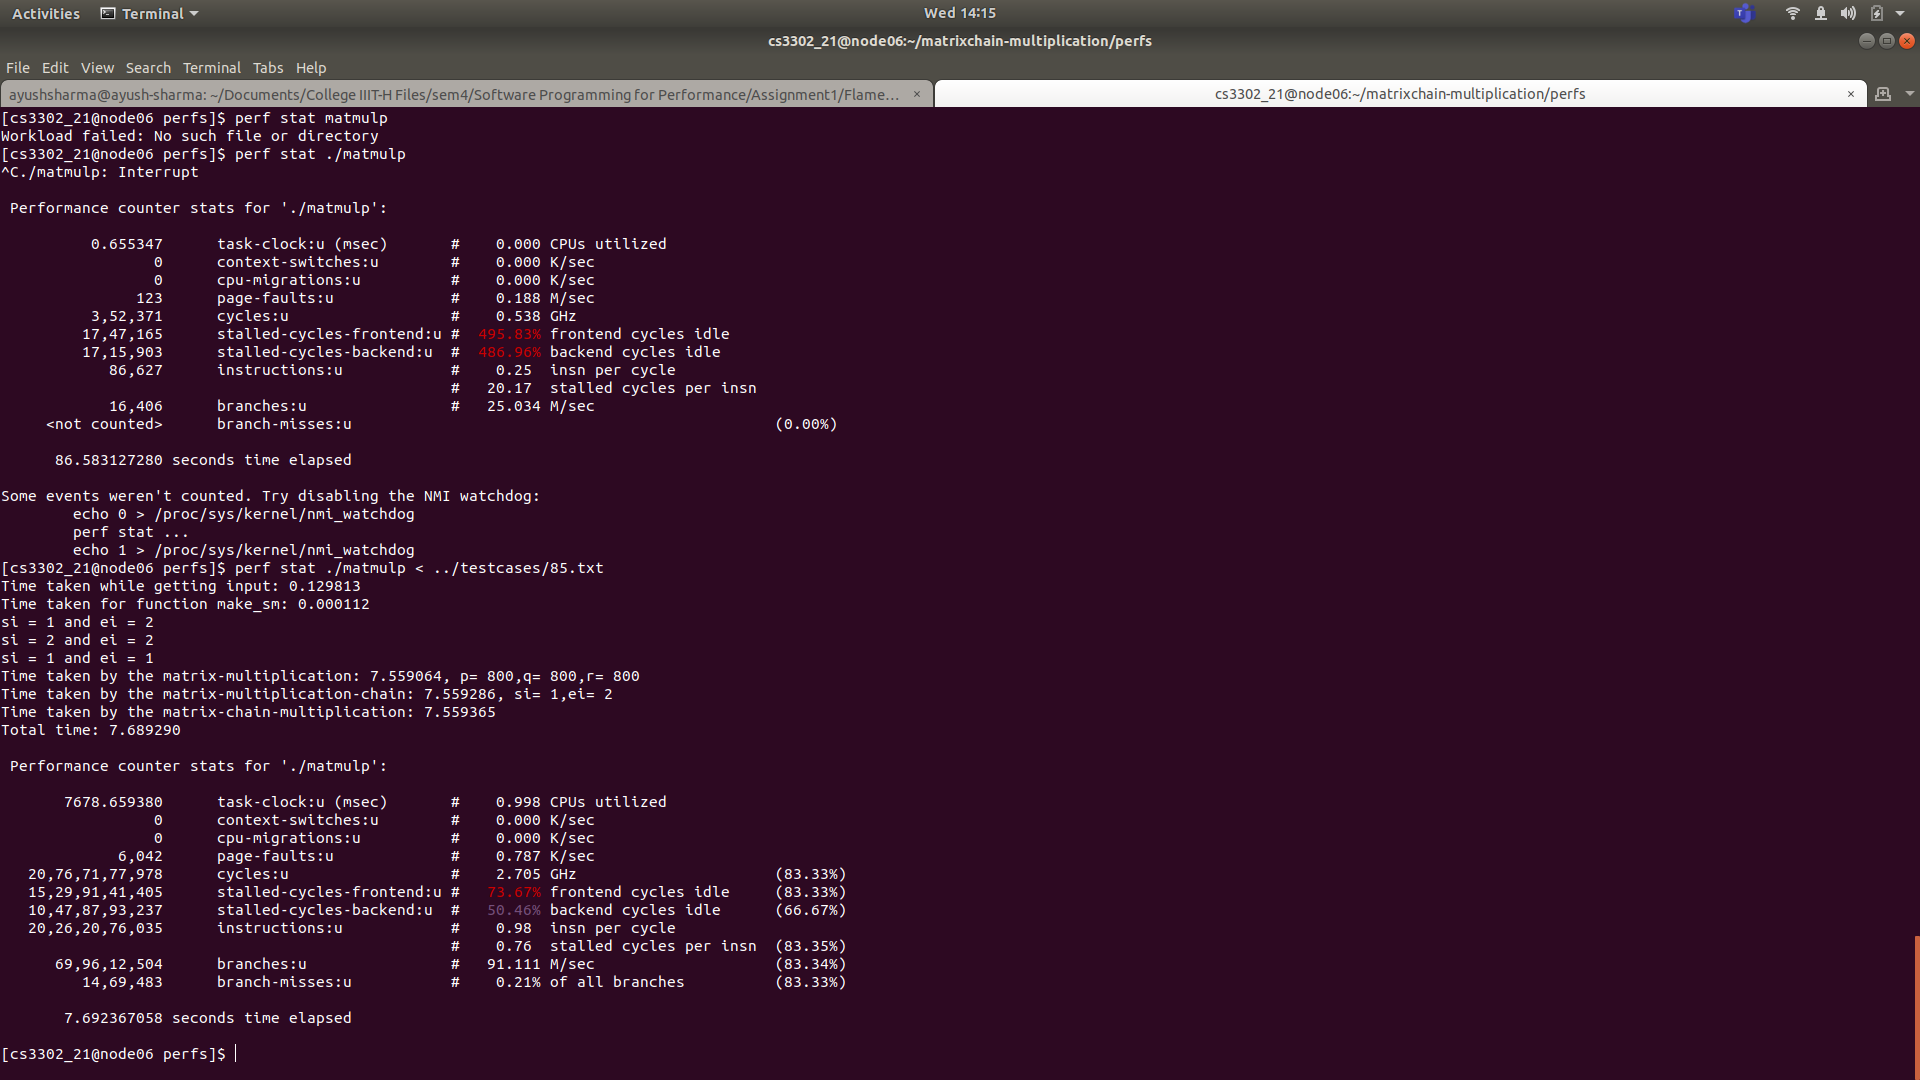 Activities Terminal Wed 14:15
cs3302_21@node06:~/matrixchain-multiplication/perfs
File Edit View Search Terminal Tabs Help
ayushsharma@ayush-sharma: ~/Documents/College IIIT-H Files/sem4/Software Programming for Performance/Assignment1/Flame... × cs3302_21@node06:~/matrixchain-multiplication/perfs ×
[cs3302_21@node06 perfs]$ perf stat matmulp
Workload failed: No such file or directory
[cs3302_21@node06 perfs]$ perf stat ./matmulp
^C./matmulp: Interrupt
Performance counter stats for './matmulp':
0.655347 task-clock:u (msec) # 0.000 CPUs utilized
0 context-switches:u # 0.000 K/sec
0 cpu-migrations:u # 0.000 K/sec
123 page-faults:u # 0.188 M/sec
3,52,371 cycles:u # 0.538 GHz
17,47,165 stalled-cycles-frontend:u # 495.83% frontend cycles idle
17,15,903 stalled-cycles-backend:u # 486.96% backend cycles idle
86,627 instructions:u # 0.25 insn per cycle
# 20.17 stalled cycles per insn
16,406 branches:u # 25.034 M/sec
<not counted> branch-misses:u (0.00%)
86.583127280 seconds time elapsed
Some events weren't counted. Try disabling the NMI watchdog:
echo 0 > /proc/sys/kernel/nmi_watchdog
perf stat ...
echo 1 > /proc/sys/kernel/nmi_watchdog
[cs3302_21@node06 perfs]$ perf stat ./matmulp < ../testcases/85.txt
Time taken while getting input: 0.129813
Time taken for function make_sm: 0.000112
si = 1 and ei = 2
si = 2 and ei = 2
si = 1 and ei = 1
Time taken by the matrix-multiplication: 7.559064, p= 800,q= 800,r= 800
Time taken by the matrix-multiplication-chain: 7.559286, si= 1,ei= 2
Time taken by the matrix-chain-multiplication: 7.559365
Total time: 7.689290
Performance counter stats for './matmulp':
7678.659380 task-clock:u (msec) # 0.998 CPUs utilized
0 context-switches:u # 0.000 K/sec
0 cpu-migrations:u # 0.000 K/sec
6,042 page-faults:u # 0.787 K/sec
20,76,71,77,978 cycles:u # 2.705 GHz (83.33%)
15,29,91,41,405 stalled-cycles-frontend:u # 73.67% frontend cycles idle (83.33%)
10,47,87,93,237 stalled-cycles-backend:u # 50.46% backend cycles idle (66.67%)
20,26,20,76,035 instructions:u # 0.98 insn per cycle
# 0.76 stalled cycles per insn (83.35%)
69,96,12,504 branches:u # 91.111 M/sec (83.34%)
14,69,483 branch-misses:u # 0.21% of all branches (83.33%)
7.692367058 seconds time elapsed
[cs3302_21@node06 perfs]$